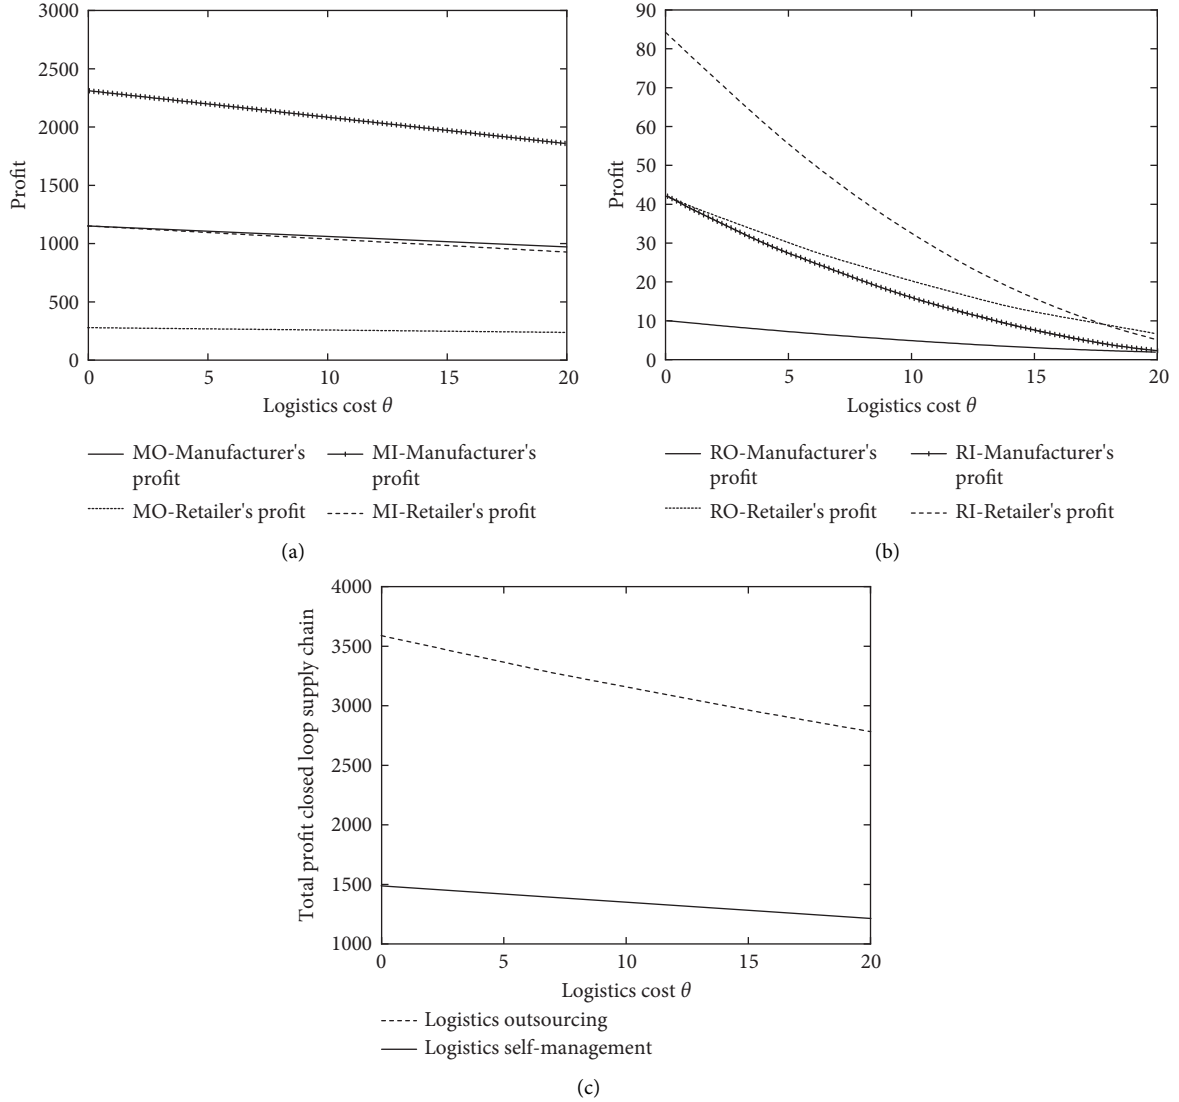 3000
2500
2000
1500
1000
500
0
Profit
0 5 10 15 20
Logistics cost θ
MO-Manufacturer's
profit
MI-Manufacturer's
profit
MO-Retailer's profit
MI-Retailer's profit
(a)
90
80
70
60
50
40
30
20
10
0
Profit
0 5 10 15 20
Logistics cost θ
RO-Manufacturer's
profit
RI-Manufacturer's
profit
RO-Retailer's profit
RI-Retailer's profit
(b)
4000
3500
3000
2500
2000
1500
1000
Total profit closed loop supply chain
0 5 10 15 20
Logistics cost θ
Logistics outsourcing
Logistics self-management
(c)